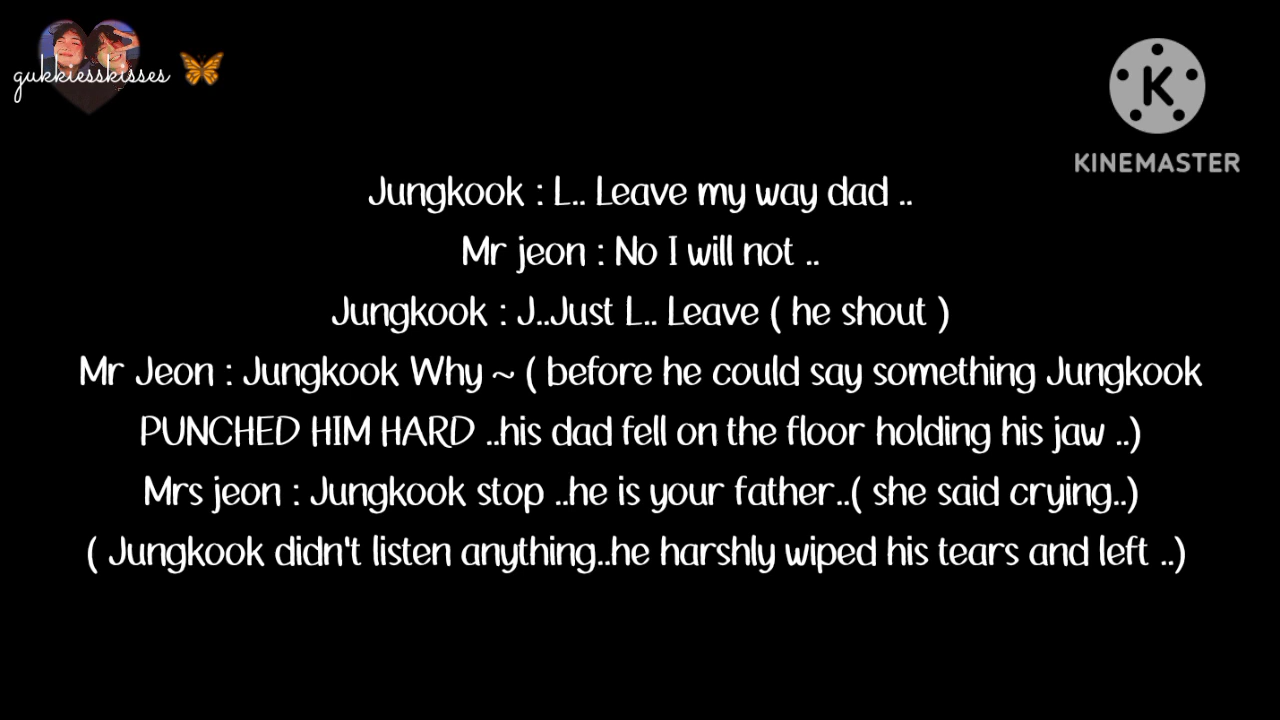 gukkiesskisses
KINEMASTER
Jungkook : L.. Leave my way dad ..
Mr jeon : No I will not ..
Jungkook : J..Just L.. Leave ( he shout )
Mr Jeon : Jungkook Why ~ ( before he could say something Jungkook
PUNCHED HIM HARD ..his dad fell on the floor holding his jaw ..)
Mrs jeon : Jungkook stop ..he is your father..( she said crying..)
( Jungkook didn't listen anything..he harshly wiped his tears and left ..)